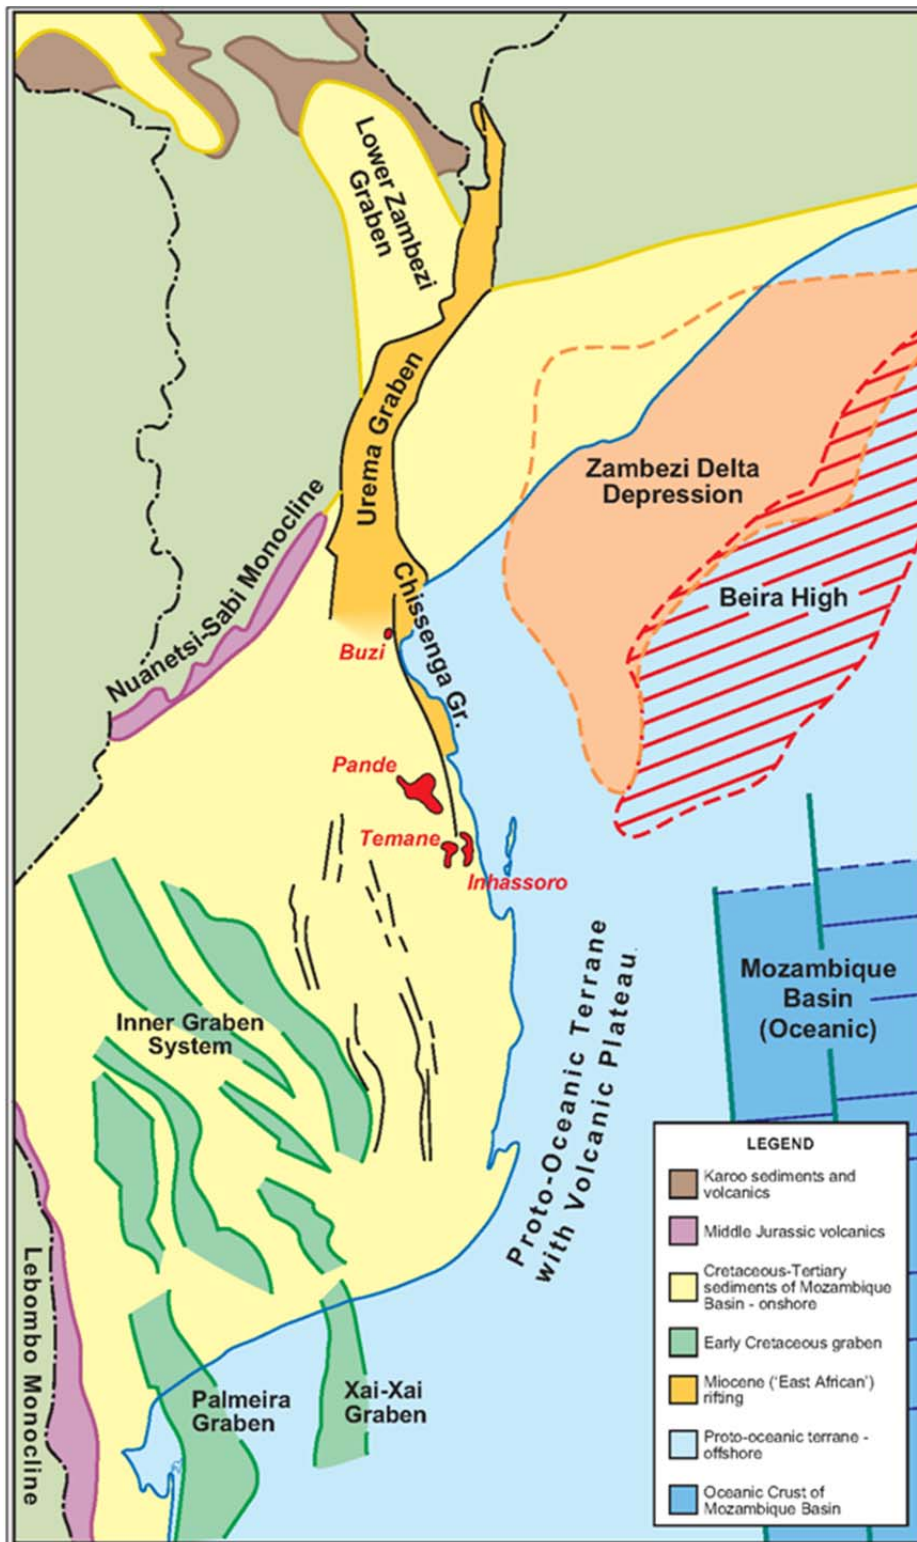 Lower Zambezi
Graben
Urema Graben
Zambezi Delta
Depression
Nuanetsi-Sabi Monocline
Chissenga Gr.
Beira High
Buzi
Pande
Temane
Inhassoro
Proto-Oceanic Terrane
with Volcanic Plateau
Mozambique
Basin
(Oceanic)
Inner Graben
System
Lebombo Monocline
Palmeira
Graben
Xai-Xai
Graben
LEGEND
Karoo sediments and
volcanics
Middle Jurassic volcanics
Cretaceous-Tertiary
sediments of Mozambique
Basin - onshore
Early Cretaceous graben
Miocene ('East African')
rifting
Proto-oceanic terrane -
offshore
Oceanic Crust of
Mozambique Basin